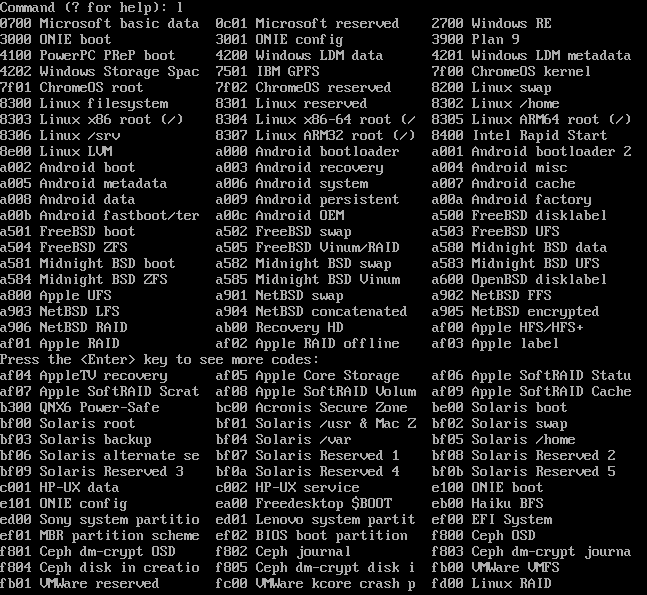 Command (? for help): l
0700 Microsoft basic data  0c01 Microsoft reserved    2700 Windows RE
3000 ONIE boot             3001 ONIE config           3900 Plan 9
4100 PowerPC PReP boot     4200 Windows LDM data      4201 Windows LDM metadata
4202 Windows Storage Spac  7501 IBM GPFS              7f00 ChromeOS kernel
7f01 ChromeOS root         7f02 ChromeOS reserved     8200 Linux swap
8300 Linux filesystem      8301 Linux reserved        8302 Linux /home
8303 Linux x86 root (/)    8304 Linux x86-64 root (/  8305 Linux ARM64 root (/)
8306 Linux /srv            8307 Linux ARM32 root (/)  8400 Intel Rapid Start
8e00 Linux LVM             a000 Android bootloader    a001 Android bootloader 2
a002 Android boot          a003 Android recovery      a004 Android misc
a005 Android metadata      a006 Android system        a007 Android cache
a008 Android data          a009 Android persistent    a00a Android factory
a00b Android fastboot/ter  a00c Android OEM           a500 FreeBSD disklabel
a501 FreeBSD boot          a502 FreeBSD swap          a503 FreeBSD UFS
a504 FreeBSD ZFS           a505 FreeBSD Vinum/RAID    a580 Midnight BSD data
a581 Midnight BSD boot     a582 Midnight BSD swap     a583 Midnight BSD UFS
a584 Midnight BSD ZFS      a585 Midnight BSD Vinum    a600 OpenBSD disklabel
a800 Apple UFS             a901 NetBSD swap           a902 NetBSD FFS
a903 NetBSD LFS            a904 NetBSD concatenated   a905 NetBSD encrypted
a906 NetBSD RAID           ab00 Recovery HD           af00 Apple HFS/HFS+
af01 Apple RAID            af02 Apple RAID offline    af03 Apple label
Press the <Enter> key to see more codes:
af04 AppleTV recovery      af05 Apple Core Storage    af06 Apple SoftRAID Statu
af07 Apple SoftRAID Scrat  af08 Apple SoftRAID Volum  af09 Apple SoftRAID Cache
b300 QNX6 Power-Safe       bc00 Acronis Secure Zone   be00 Solaris boot
bf00 Solaris root          bf01 Solaris /usr & Mac Z  bf02 Solaris swap
bf03 Solaris backup        bf04 Solaris /var          bf05 Solaris /home
bf06 Solaris alternate se  bf07 Solaris Reserved 1    bf08 Solaris Reserved 2
bf09 Solaris Reserved 3    bf0a Solaris Reserved 4    bf0b Solaris Reserved 5
c001 HP-UX data            c002 HP-UX service         e100 ONIE boot
e101 ONIE config           ea00 Freedesktop $BOOT     eb00 Haiku BFS
ed00 Sony system partitio  ed01 Lenovo system partit  ef00 EFI System
ef01 MBR partition scheme  ef02 BIOS boot partition   f800 Ceph OSD
f801 Ceph dm-crypt OSD     f802 Ceph journal          f803 Ceph dm-crypt journa
f804 Ceph disk in creatio  f805 Ceph dm-crypt disk i  fb00 VMWare VMFS
fb01 VMWare reserved       fc00 VMWare kcore crash p  fd00 Linux RAID